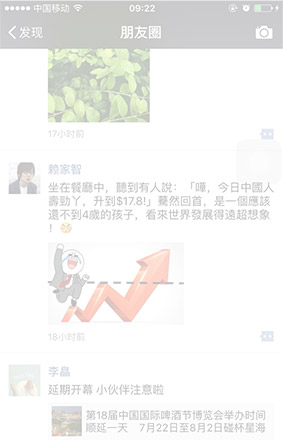 中国移动 09:22
发现 朋友圈
17小时前
赖家智
坐在餐廳中，聽到有人說：「嘩，今日中國人
壽勁丫，升到$17.8!」驀然回首，是一個應該
還不到4歲的孩子，看來世界發展得遠超想象
！
18小时前
李晶
延期开幕 小伙伴注意啦
第18届中国国际啤酒节博览会举办时间
顺延一天 7月22日至8月2日碰杯星海